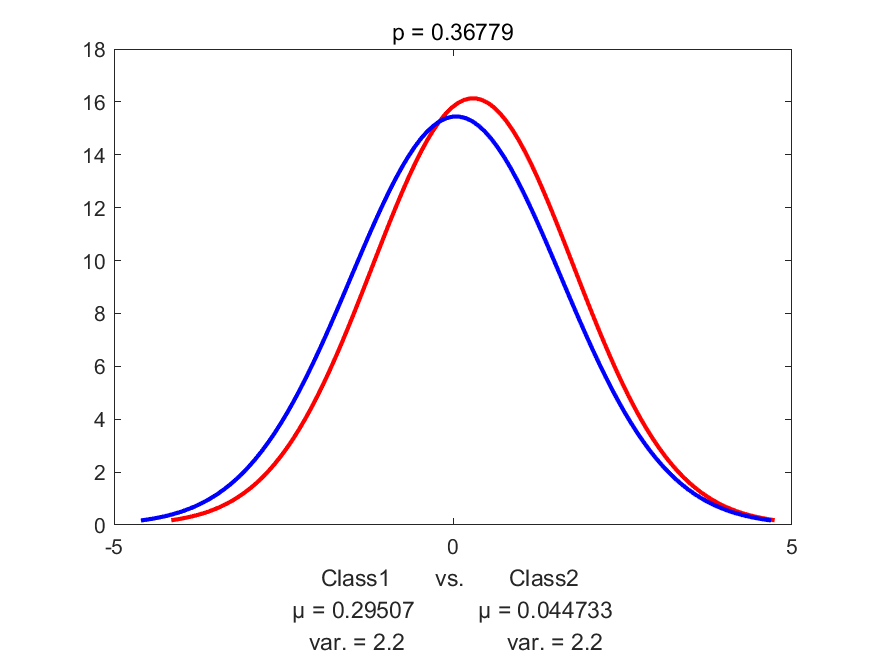 p = 0.36779
18
16
14
12
10
8
6
4
2
0
-5 0 5
Class1 vs. Class2
μ = 0.29507 μ = 0.044733
var. = 2.2 var. = 2.2